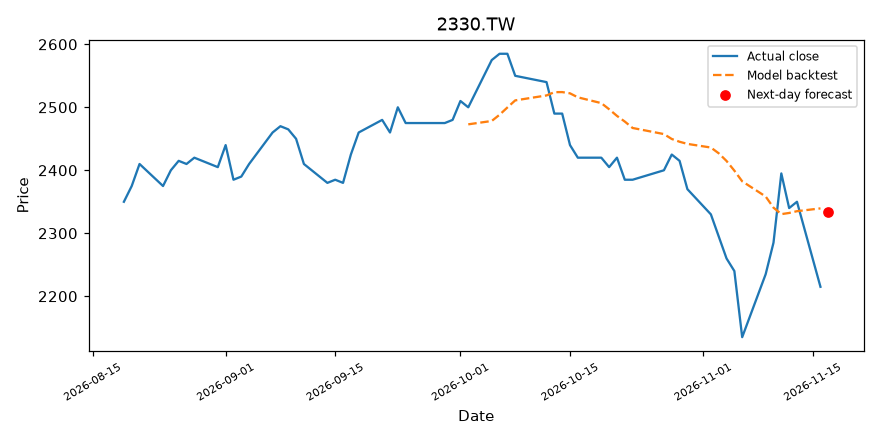 2330.TW
Actual close
Model backtest
Next-day forecast
2600
2500
2400
2300
2200
Price
2026-08-15
2026-09-01
2026-09-15
2026-10-01
2026-10-15
2026-11-01
2026-11-15
Date